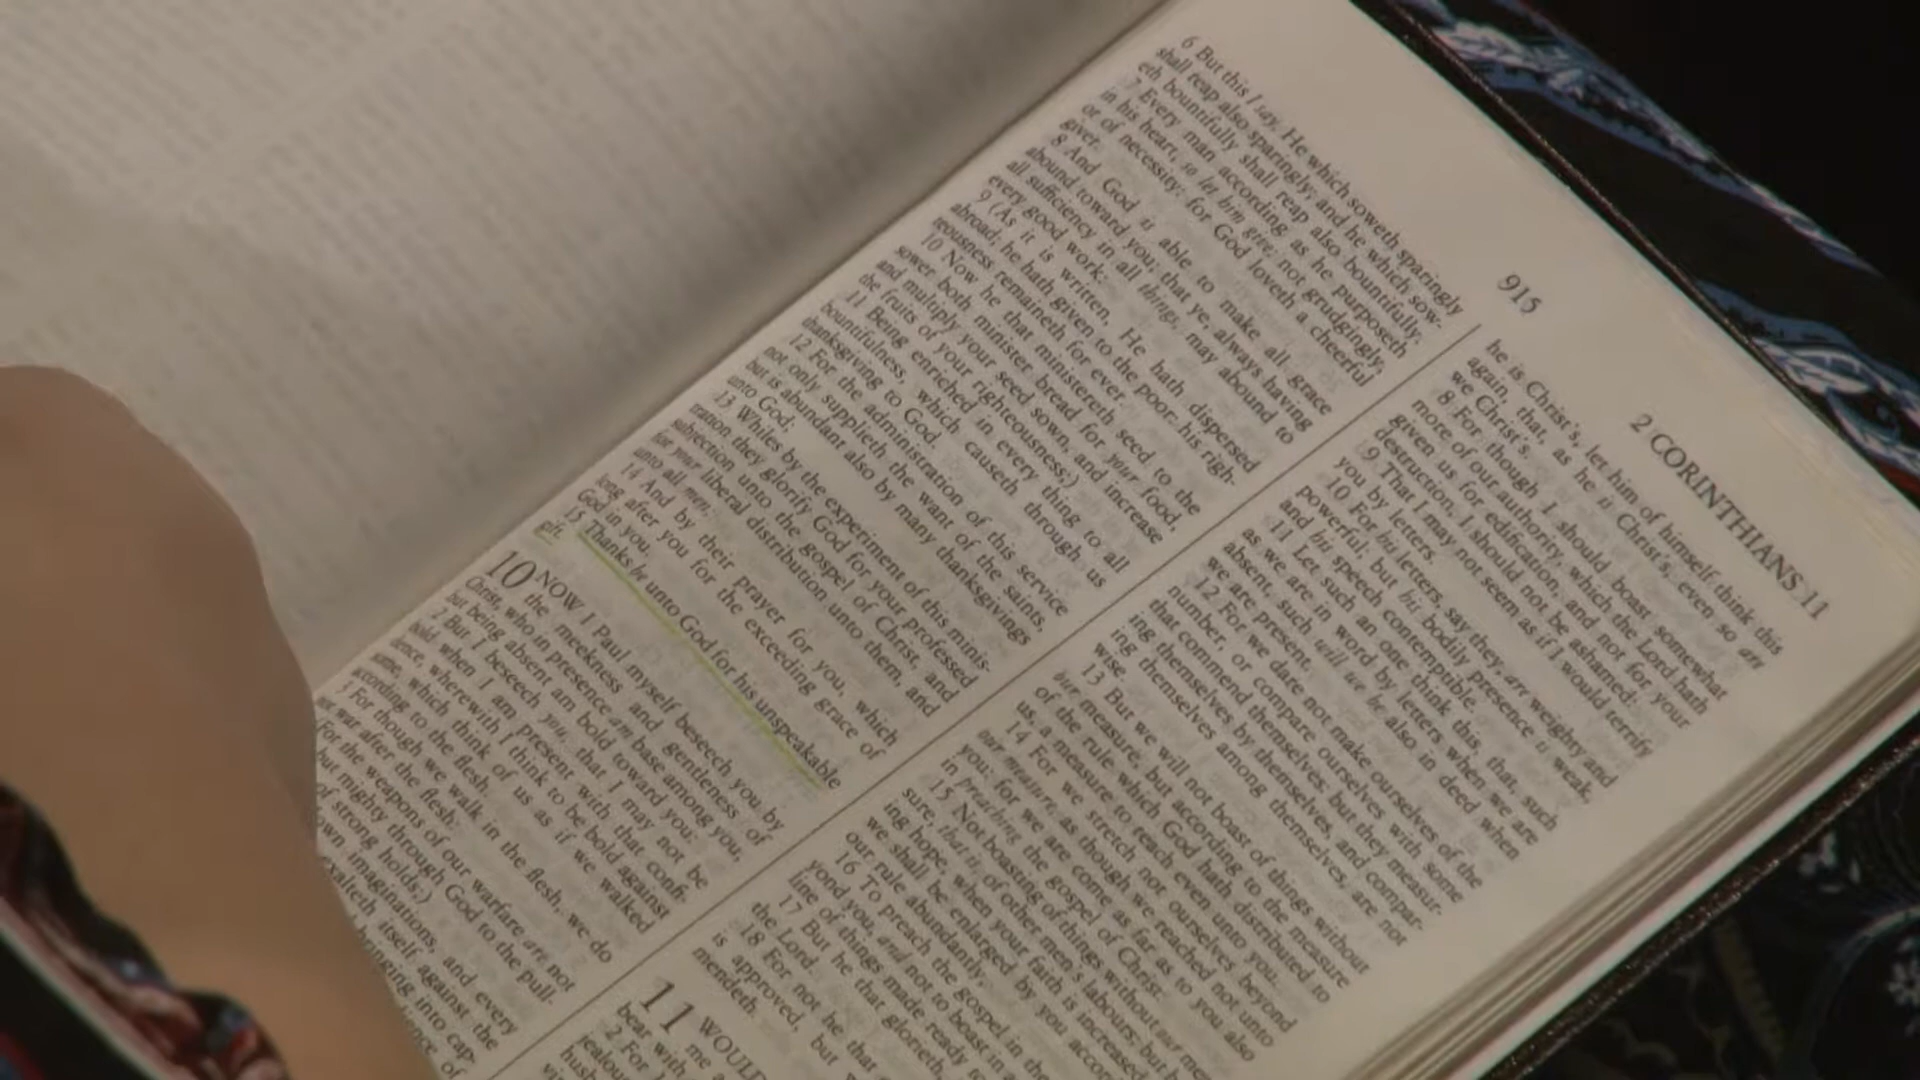 915
2 CORINTHIANS 11
6 But this I say, He which soweth sparingly
shall reap also sparingly; and he which sow-
eth bountifully shall reap also bountifully.
7 Every man according as he purposeth
in his heart, so let him give; not grudgingly,
or of necessity: for God loveth a cheerful
giver.
8 And God is able to make all grace
abound toward you; that ye, always having
all sufficiency in all things, may abound to
every good work:
9 (As it is written, He hath dispersed
abroad; he hath given to the poor: his righ-
teousness remaineth for ever.
10 Now he that ministereth seed to the
sower both minister bread for your food,
and multiply your seed sown, and increase
the fruits of your righteousness;)
11 Being enriched in every thing to all
bountifulness, which causeth through us
thanksgiving to God.
12 For the administration of this service
not only supplieth the want of the saints,
but is abundant also by many thanksgivings
unto God;
13 Whiles by the experiment of this minis-
tration they glorify God for your professed
subjection unto the gospel of Christ, and
for your liberal distribution unto them, and
unto all men;
14 And by their prayer for you, which
long after you for the exceeding grace of
God in you.
15 Thanks be unto God for his unspeakable
gift.
10 NOW I Paul myself beseech you by
the meekness and gentleness of
Christ, who in presence am base among you,
but being absent am bold toward you:
2 But I beseech you, that I may not be
bold when I am present with that confi-
dence, wherewith I think to be bold against
some, which think of us as if we walked
according to the flesh.
3 For though we walk in the flesh, we do
not war after the flesh:
(For the weapons of our warfare are not
but mighty through God to the pull-
of strong holds;)
own imaginations, and every
exalteth itself against the
bringing into cap-
of
he is Christ's, let him of himself think this
again, that, as he is Christ's, even so are
we Christ's.
8 For though I should boast somewhat
more of our authority, which the Lord hath
given us for edification, and not for your
destruction, I should not be ashamed:
9 That I may not seem as if I would terrify
you by letters.
10 For his letters, say they, are weighty and
powerful; but his bodily presence is weak,
and his speech contemptible.
11 Let such an one think this, that, such
as we are in word by letters when we are
absent, such will we be also in deed when
we are present.
12 For we dare not make ourselves of the
number, or compare ourselves with some
that commend themselves: but they measur-
ing themselves by themselves, and compar-
ing themselves among themselves, are not
wise.
13 But we will not boast of things without
our measure, but according to the measure
of the rule which God hath distributed to
us, a measure to reach even unto you.
14 For we stretch not ourselves beyond
our measure, as though we reached not unto
you: for we are come as far as to you also
in preaching the gospel of Christ:
15 Not boasting of things without our mea-
sure, that is, of other men's labours; but
ing hope, when your faith is increased,
we shall be enlarged by you
our rule abundantly,
16 To preach the gospel in the
yond you, and not to boast in
line of things made ready to
17 But he that glorieth,
the Lord.
18 For not he that
is approved, but
mendeth.
11 WOULD
bear with me
2 For I
jealous